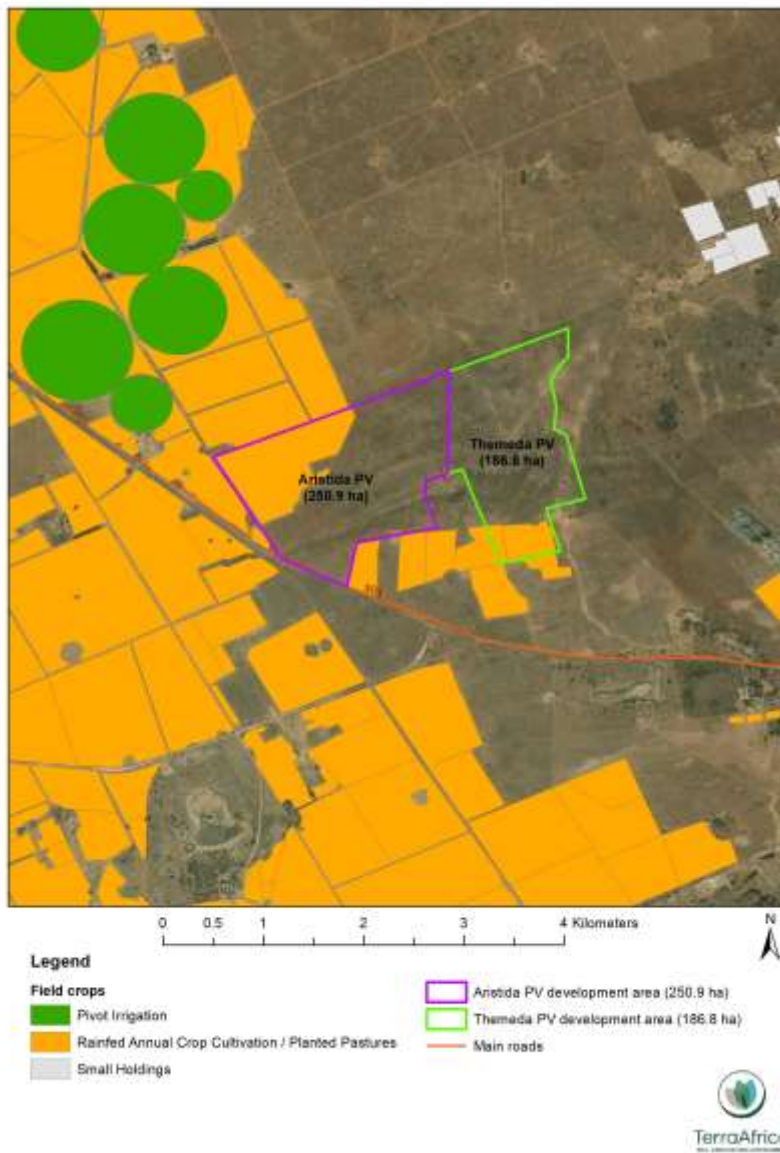 Themeda PV
(186.8 ha)
Aristida PV
(250.9 ha)
0 0.5 1 2 3 4 Kilometers
N
Legend
Field crops
Pivot Irrigation
Rainfed Annual Crop Cultivation / Planted Pastures
Small Holdings
Aristida PV development area (250.9 ha)
Themeda PV development area (186.8 ha)
Main roads
TerraAfrica